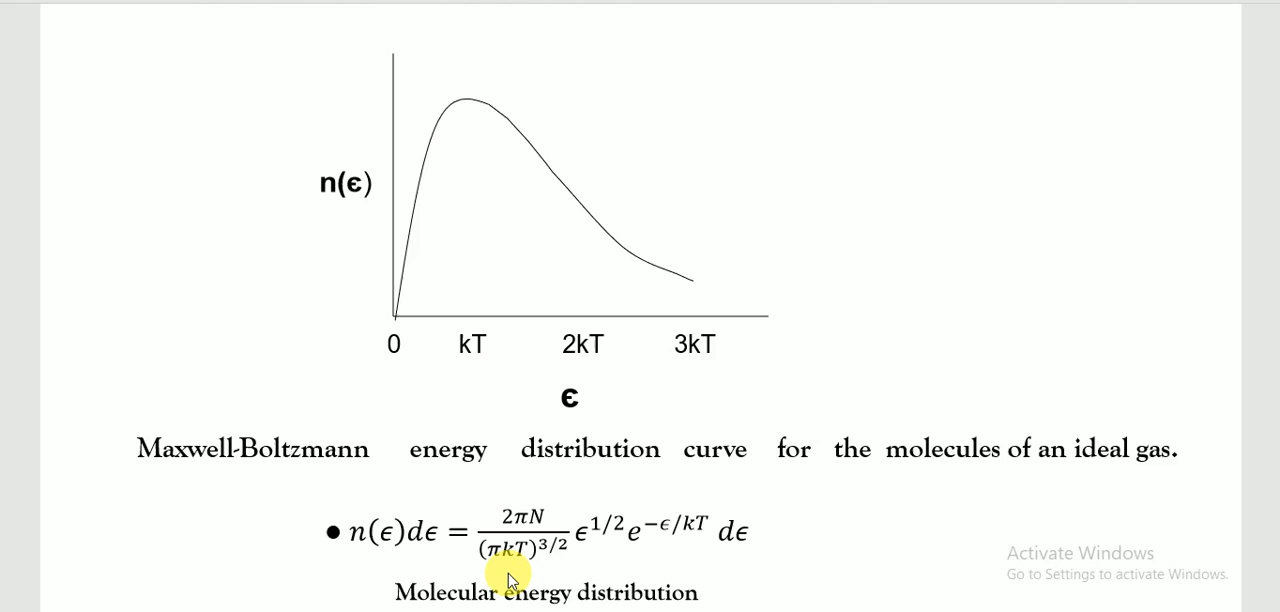 n(ϵ)
0 kT 2kT 3kT
ϵ
Maxwell-Boltzmann energy distribution curve for the molecules of an ideal gas.
● n(ϵ)dϵ = \frac{2πN}{(πkT)^{3/2}} ϵ^{1/2} e^{-ϵ/kT} dϵ
Molecular energy distribution
Activate Windows
Go to Settings to activate Windows.